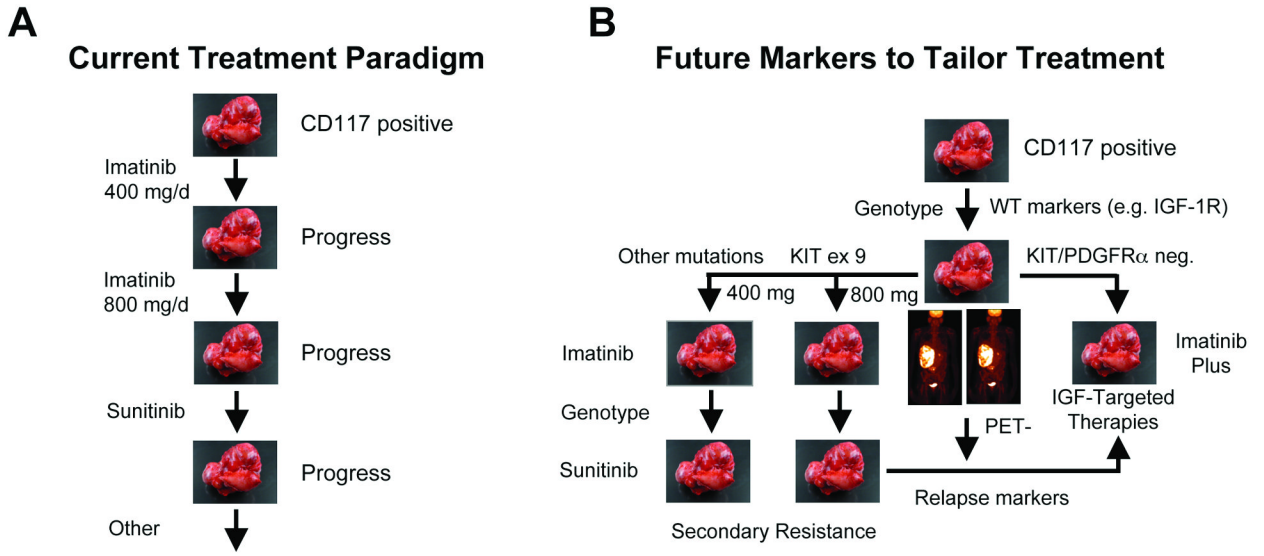 A
Current Treatment Paradigm
CD117 positive
Imatinib
400 mg/d
Progress
Imatinib
800 mg/d
Progress
Sunitinib
Progress
Other
B
Future Markers to Tailor Treatment
CD117 positive
Genotype
WT markers (e.g. IGF-1R)
Other mutations
KIT ex 9
KIT/PDGFRα neg.
400 mg
800 mg
Imatinib
Imatinib
Plus
Genotype
IGF-Targeted
Therapies
PET-
Sunitinib
Relapse markers
Secondary Resistance